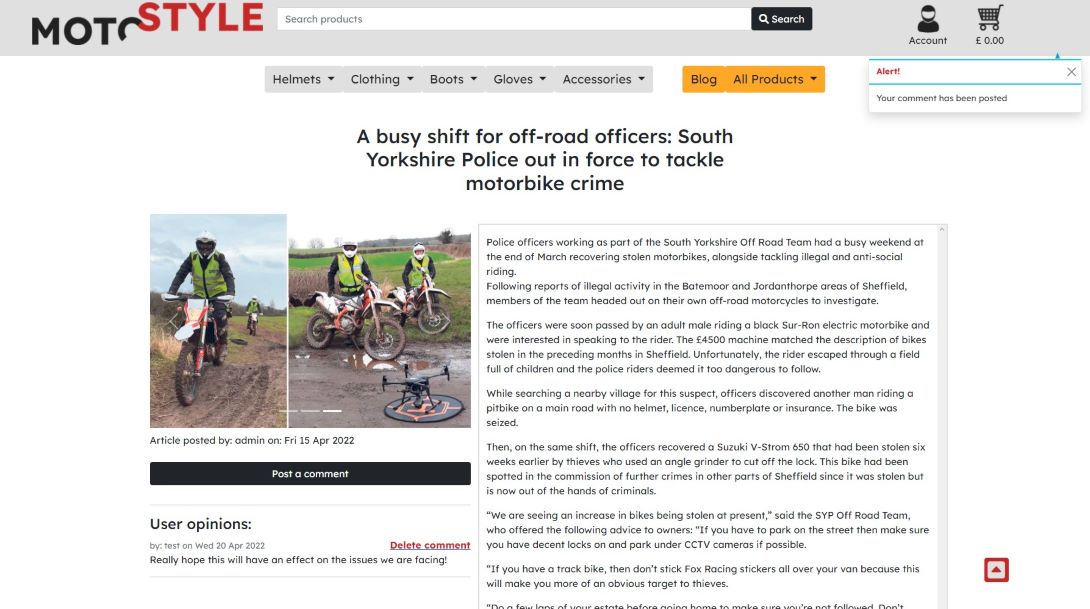 MOTOSTYLE
Search products
Search
Account
£ 0.00
Helmets
Clothing
Boots
Gloves
Accessories
Blog
All Products
Alert!
Your comment has been posted
A busy shift for off-road officers: South
Yorkshire Police out in force to tackle
motorbike crime
Article posted by: admin on: Fri 15 Apr 2022
Post a comment
User opinions:
by: test on Wed 20 Apr 2022
Delete comment
Really hope this will have an effect on the issues we are facing!
Police officers working as part of the South Yorkshire Off Road Team had a busy weekend at
the end of March recovering stolen motorbikes, alongside tackling illegal and anti-social
riding.
Following reports of illegal activity in the Batemoor and Jordanthorpe areas of Sheffield,
members of the team headed out on their own off-road motorcycles to investigate.
The officers were soon passed by an adult male riding a black Sur-Ron electric motorbike and
were interested in speaking to the rider. The £4500 machine matched the description of bikes
stolen in the preceding months in Sheffield. Unfortunately, the rider escaped through a field
full of children and the police riders deemed it too dangerous to follow.
While searching a nearby village for this suspect, officers discovered another man riding a
pitbike on a main road with no helmet, licence, numberplate or insurance. The bike was
seized.
Then, on the same shift, the officers recovered a Suzuki V-Strom 650 that had been stolen six
weeks earlier by thieves who used an angle grinder to cut off the lock. This bike had been
spotted in the commission of further crimes in other parts of Sheffield since it was stolen but
is now out of the hands of criminals.
“We are seeing an increase in bikes being stolen at present,” said the SYP Off Road Team,
who offered the following advice to owners: “If you have to park on the street then make sure
you have decent locks on and park under CCTV cameras if possible.
“If you have a track bike, then don’t stick Fox Racing stickers all over your van because this
will make you more of an obvious target to thieves.
“Do a few laps of your estate before going home to make sure you’re not followed. Don’t